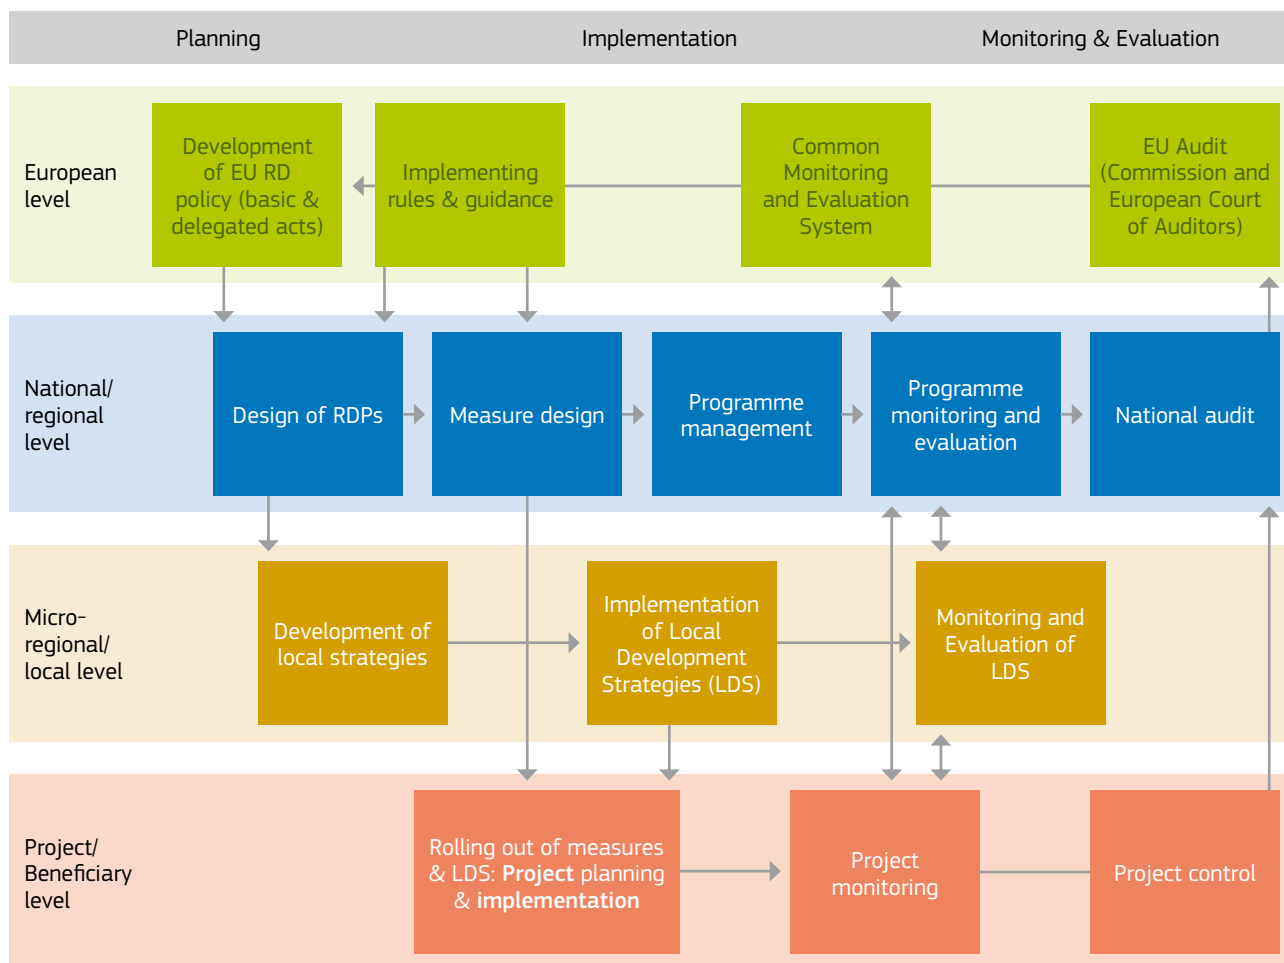 Planning
Implementation
Monitoring & Evaluation
European
level
Development
of EU RD
policy (basic &
delegated acts)
Implementing
rules & guidance
Common
Monitoring
and Evaluation
System
EU Audit
(Commission and
European Court
of Auditors)
National/
regional
level
Design of RDPs
Measure design
Programme
management
Programme
monitoring and
evaluation
National audit
Micro-
regional/
local level
Development of
local strategies
Implementation
of Local
Development
Strategies (LDS)
Monitoring and
Evaluation of
LDS
Project/
Beneficiary
level
Rolling out of measures
& LDS: Project planning
& implementation
Project
monitoring
Project control